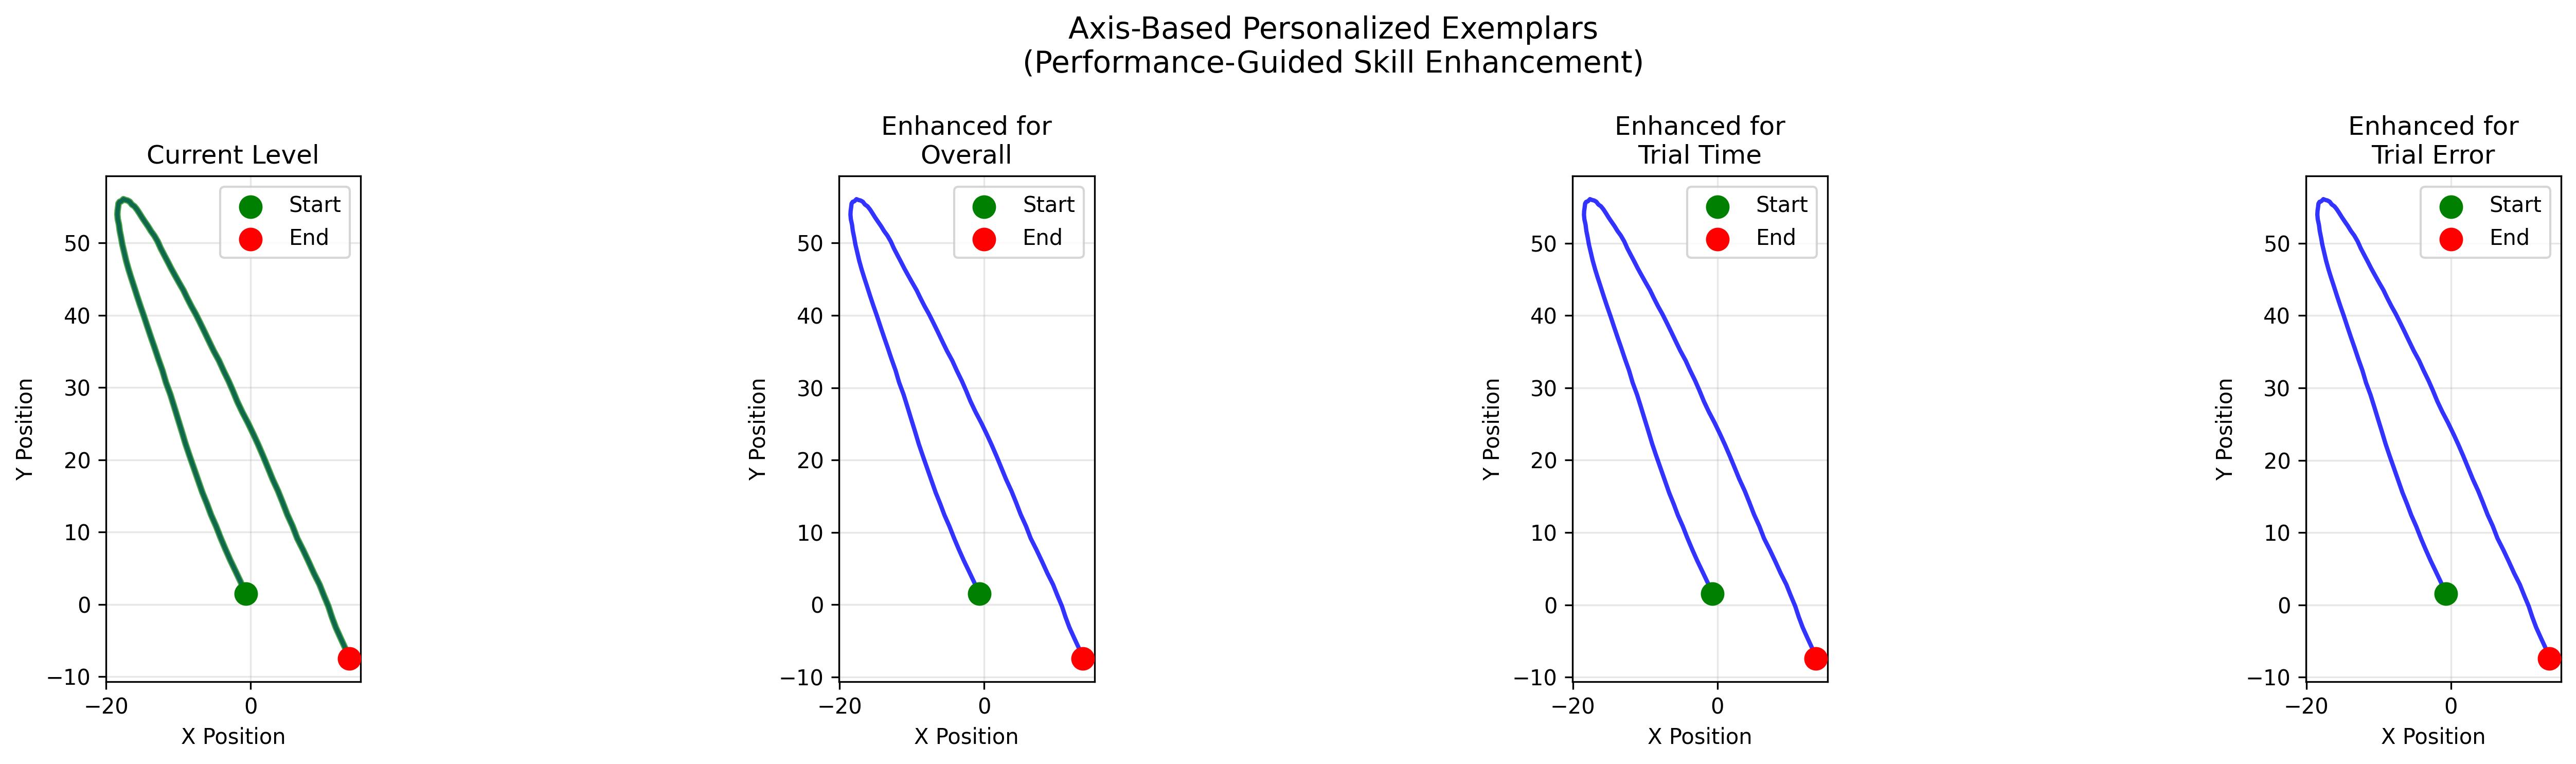 Axis-Based Personalized Exemplars
(Performance-Guided Skill Enhancement)
Current Level
Start
End
50
40
30
20
10
0
−10
Y Position
−20
0
X Position
Enhanced for
Overall
Start
End
50
40
30
20
10
0
−10
Y Position
−20
0
X Position
Enhanced for
Trial Time
Start
End
50
40
30
20
10
0
−10
Y Position
−20
0
X Position
Enhanced for
Trial Error
Start
End
50
40
30
20
10
0
−10
Y Position
−20
0
X Position